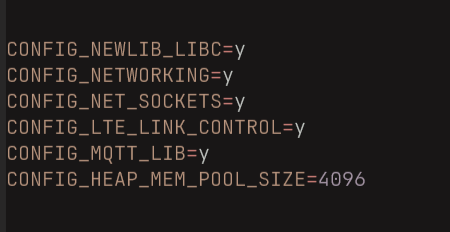 CONFIG_NEWLIB_LIBC=y
CONFIG_NETWORKING=y
CONFIG_NET_SOCKETS=y
CONFIG_LTE_LINK_CONTROL=y
CONFIG_MQTT_LIB=y
CONFIG_HEAP_MEM_POOL_SIZE=4096